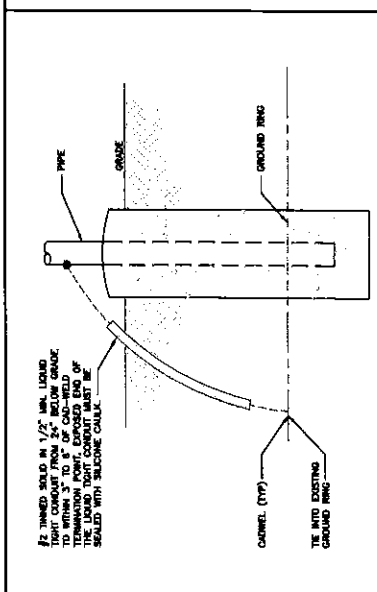 #2 TINNED SOLID IN 1/2" MIN. LIQUID
TIGHT CONDUIT FROM 24" BELOW GRADE
TO WITHIN 3" TO 6" OF CAD-WELD
TERMINATION POINT. EXPOSED END OF
THE LIQUID TIGHT CONDUIT MUST BE
SEALED WITH SILICONE CAULK.
PIPE
GRADE
GROUND RING
CADWEL (TYP)
TIE INTO EXISTING
GROUND RING